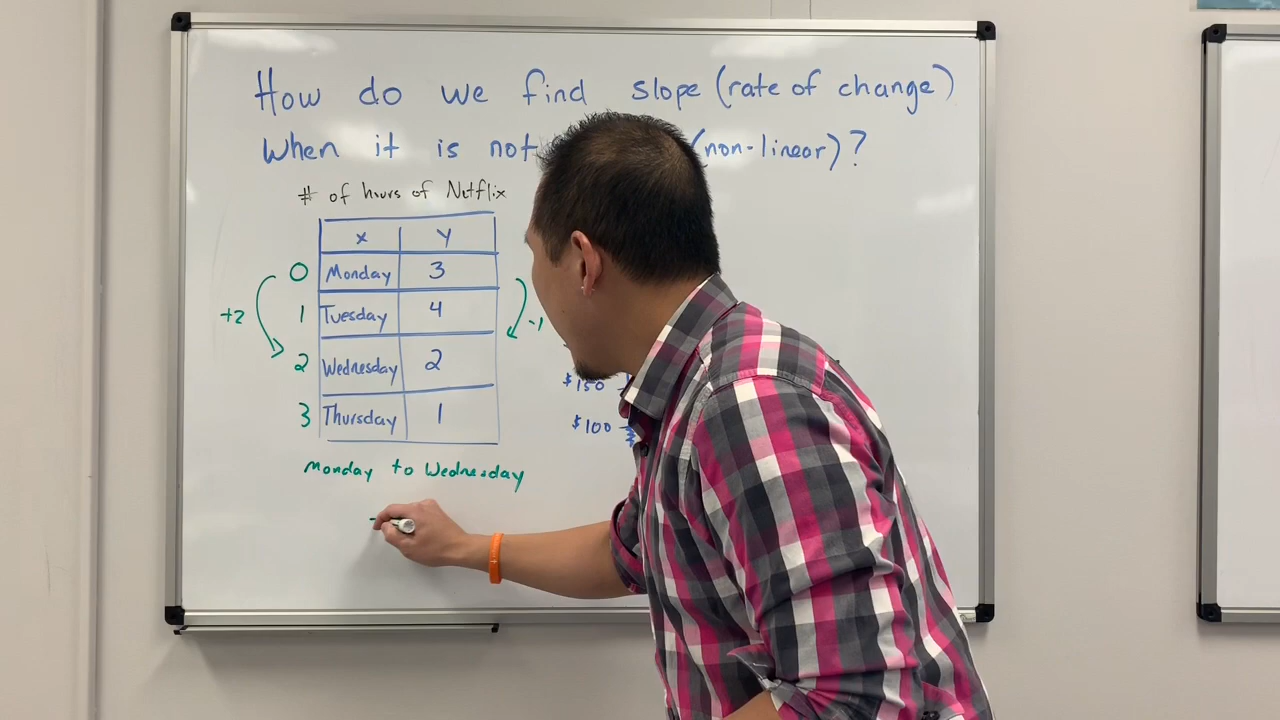 How do we find slope (rate of change)
when it is not (non-linear)?
# of hours of Netflix
x y
0 Monday 3
+2 1 Tuesday 4 -1
2 Wednesday 2
3 Thursday 1
$150
$100
Monday to Wednesday